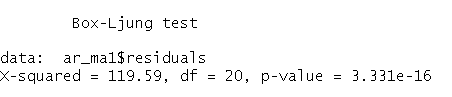 Box-Ljung test
data:  ar_ma1$residuals
X-squared = 119.59, df = 20, p-value = 3.331e-16